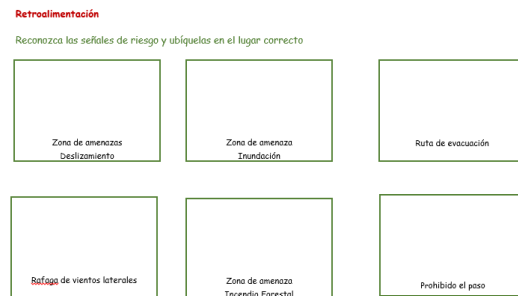 Retroalimentación
Reconozca las señales de riesgo y ubíquelas en el lugar correcto
Zona de amenazas
Deslizamiento
Zona de amenaza
Inundación
Ruta de evacuación
Rafaga de vientos laterales
Zona de amenaza
Incendio Forestal
Prohibido el paso